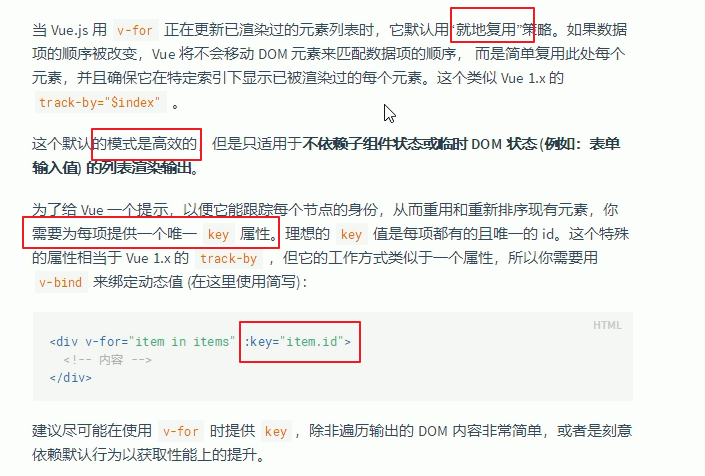 当 Vue.js 用 v-for 正在更新已渲染过的元素列表时，它默认用“就地复用”策略。如果数据
项的顺序被改变，Vue 将不会移动 DOM 元素来匹配数据项的顺序， 而是简单复用此处每个
元素，并且确保它在特定索引下显示已被渲染过的每个元素。这个类似 Vue 1.x 的
track-by="$index" 。
这个默认的模式是高效的，但是只适用于不依赖子组件状态或临时 DOM 状态 (例如：表单
输入值) 的列表渲染输出。
为了给 Vue 一个提示，以便它能跟踪每个节点的身份，从而重用和重新排序现有元素，你
需要为每项提供一个唯一 key 属性。理想的 key 值是每项都有的且唯一的 id。这个特殊
的属性相当于 Vue 1.x 的 track-by ，但它的工作方式类似于一个属性，所以你需要用
v-bind 来绑定动态值 (在这里使用简写)：
HTML
<div v-for="item in items" :key="item.id">
<!-- 内容 -->
</div>
建议尽可能在使用 v-for 时提供 key ，除非遍历输出的 DOM 内容非常简单，或者是刻意
依赖默认行为以获取性能上的提升。